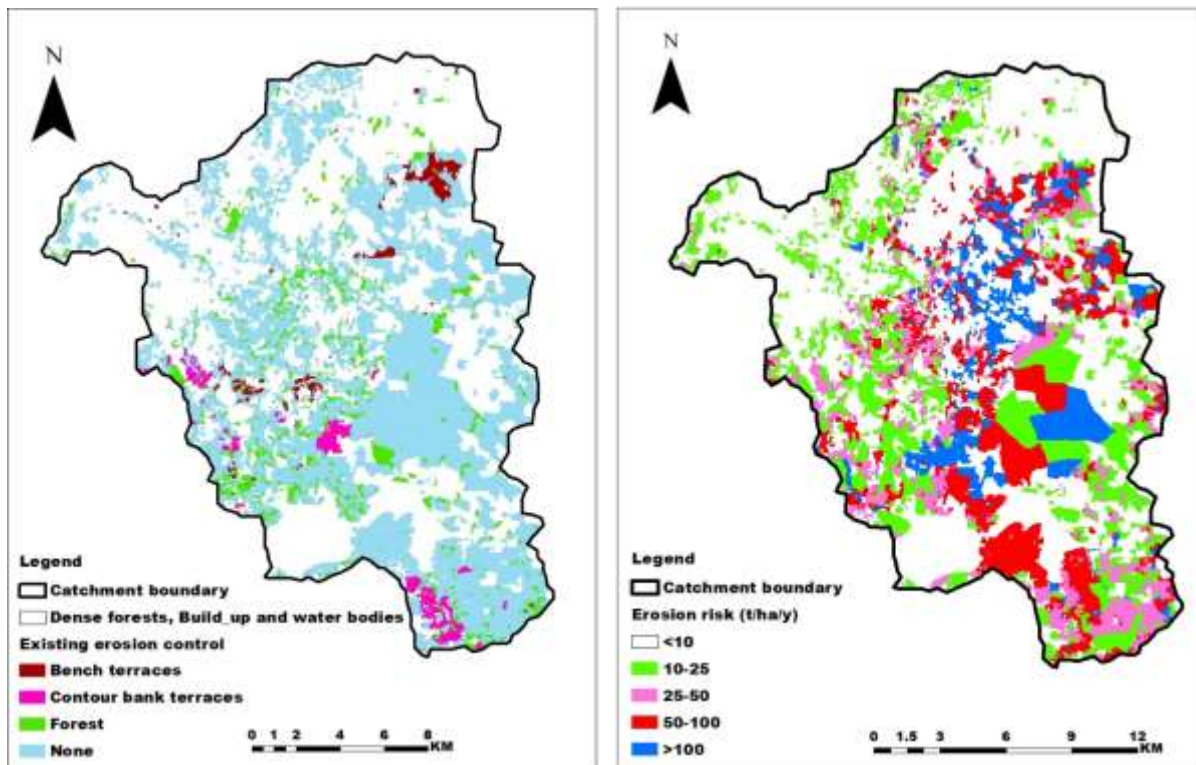 N
Legend
Catchment boundary
Dense forests, Build_up and water bodies
Existing erosion control
Bench terraces
Contour bank terraces
Forest
None
0 1 2 4 6 8
KM
N
Legend
Catchment boundary
Erosion risk (t/ha/y)
<10
10-25
25-50
50-100
>100
0 1.5 3 6 9 12
KM